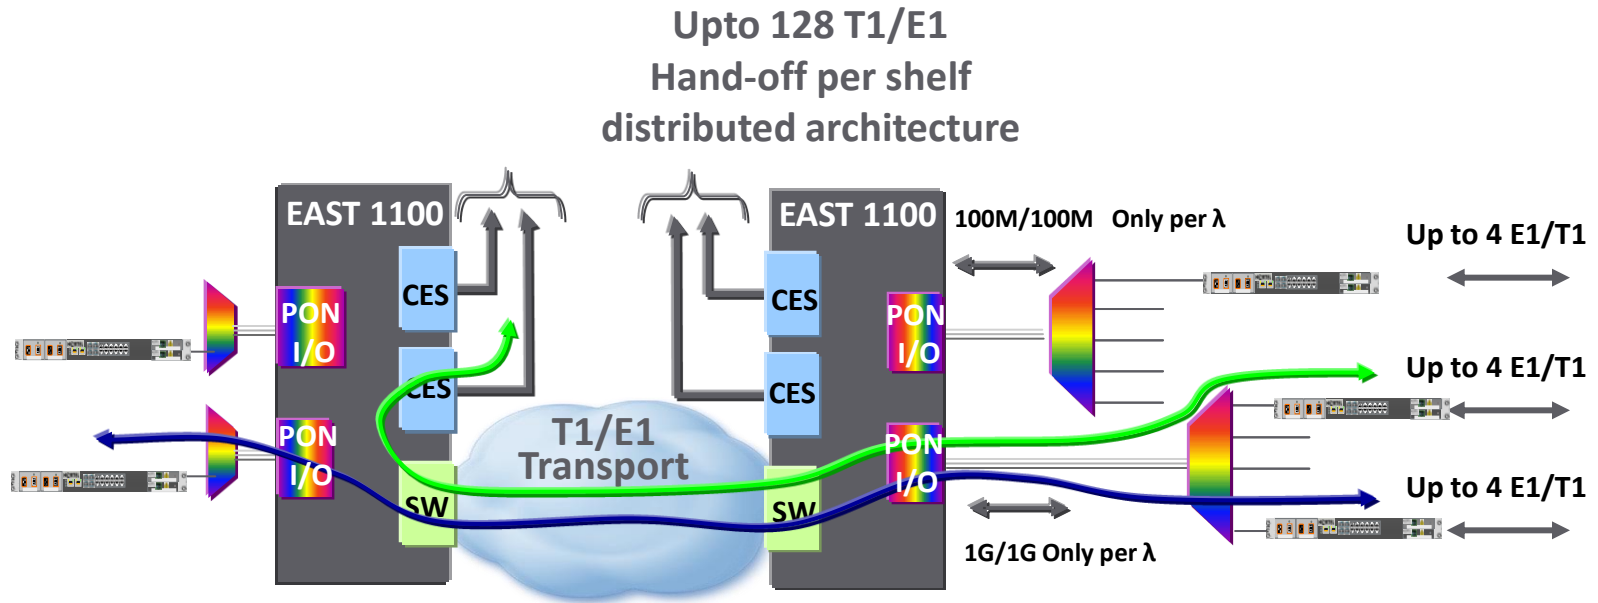 Upto 128 T1/E1
Hand-off per shelf
distributed architecture
EAST 1100
EAST 1100
100M/100M Only per λ
Up to 4 E1/T1
CES
CES
PON
I/O
PON
I/O
Up to 4 E1/T1
CES
CES
PON
I/O
T1/E1
Transport
PON
I/O
Up to 4 E1/T1
SW
SW
1G/1G Only per λ